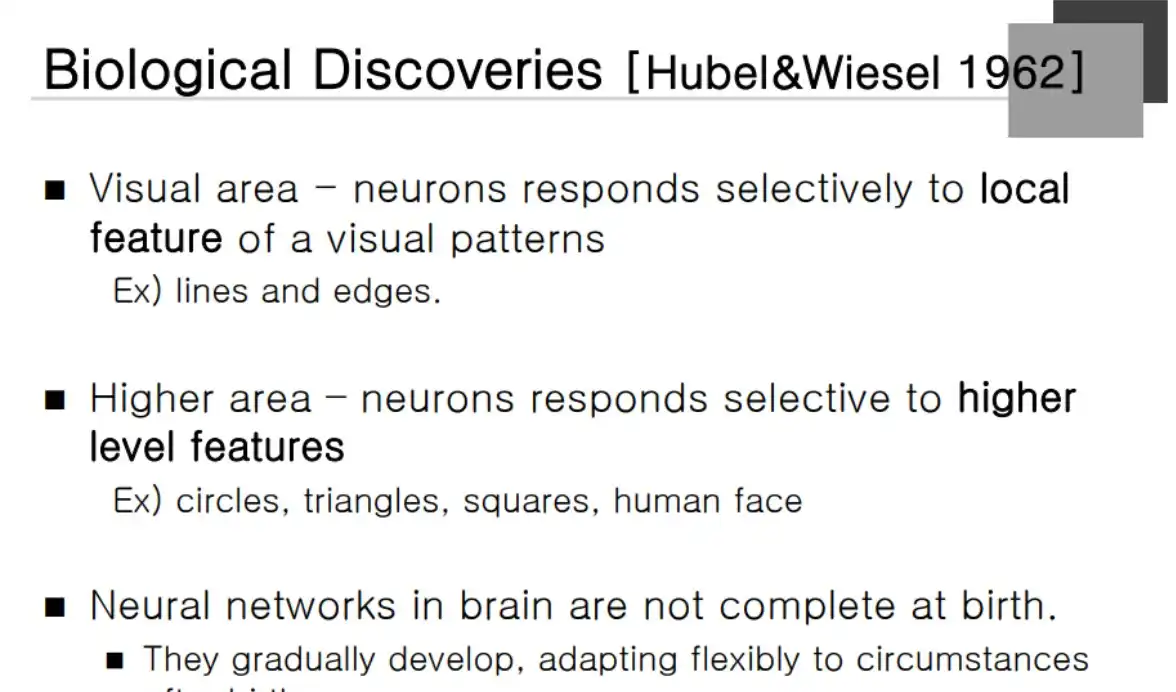 Biological Discoveries [Hubel&Wiesel 1962]
■ Visual area – neurons responds selectively to local
feature of a visual patterns
Ex) lines and edges.
■ Higher area – neurons responds selective to higher
level features
Ex) circles, triangles, squares, human face
■ Neural networks in brain are not complete at birth.
■ They gradually develop, adapting flexibly to circumstances